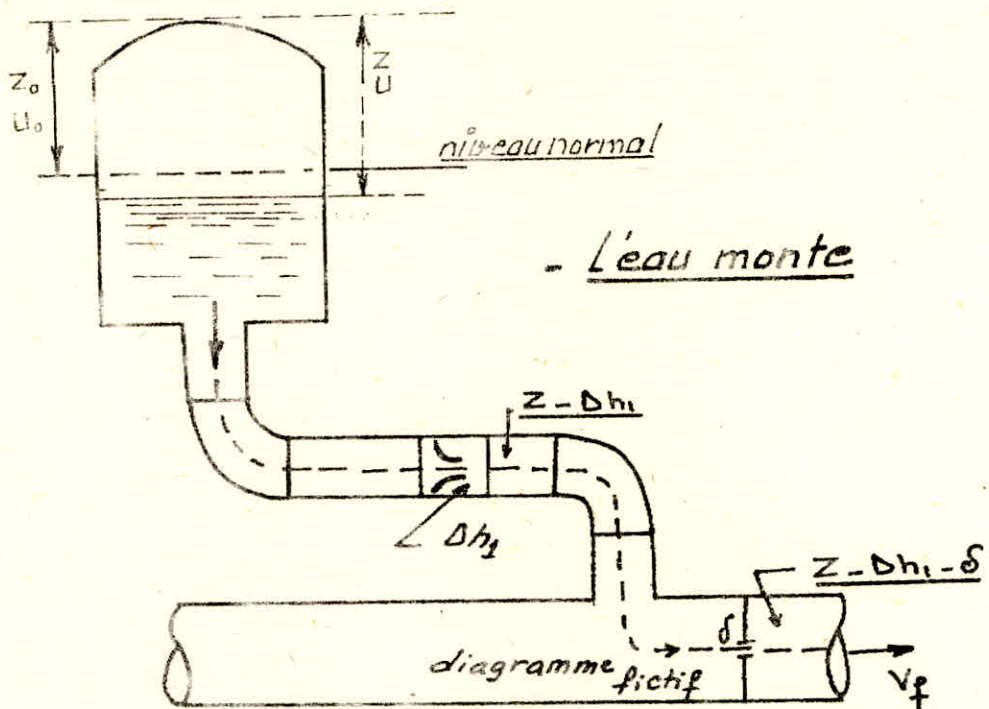 Z₀
U₀
Z
U
niveau normal
- L'eau monte
Z - Δh₁
Δh₁
Z - Δh₁ - δ
δ
diagramme
fictif
V_f